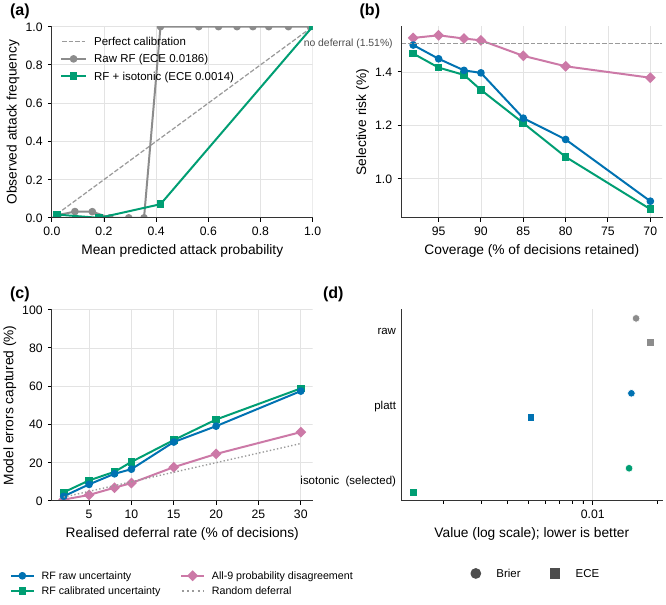 (a)
Observed attack frequency
1.0
0.8
0.6
0.4
0.2
0.0
Perfect calibration
Raw RF (ECE 0.0186)
RF + isotonic (ECE 0.0014)
0.0 0.2 0.4 0.6 0.8 1.0
Mean predicted attack probability
(b)
no deferral (1.51%)
Selective risk (%)
1.4
1.2
1.0
95 90 85 80 75 70
Coverage (% of decisions retained)
(c)
Model errors captured (%)
100
80
60
40
20
0
5 10 15 20 25 30
Realised deferral rate (% of decisions)
(d)
raw
platt
isotonic (selected)
0.01
Value (log scale); lower is better
RF raw uncertainty
RF calibrated uncertainty
All-9 probability disagreement
Random deferral
Brier
ECE